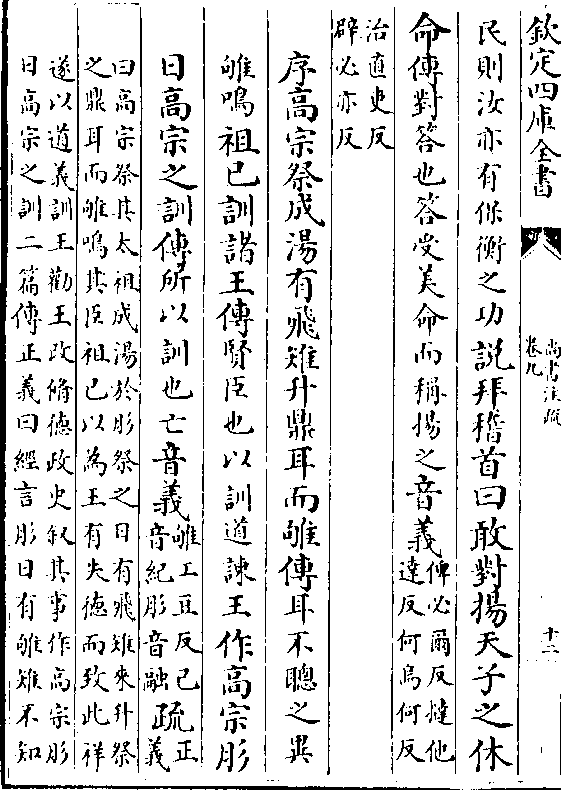 欽定四庫全書
尚書注疏
卷九
十二
民則汝亦有保衡之功說拜稽首曰敢對揚天子之休
命傳對答也答受美命而稱揚之音義
俾必爾反撻他
達反何烏何反
治直吏反
辟必亦反
序高宗祭成湯有飛雉升鼎耳而雊傳耳不聰之異
雊鳴祖已訓諸王傳賢臣也以訓道諫王作高宗肜
日高宗之訓傳所以訓也亡音義
雊工豆反已
音紀肜音融
疏
正
義
曰高宗祭其太祖成湯於肜祭之日有飛雉來升祭
之鼎耳而雊鳴其臣祖已以為王有失德而致此祥
遂以道義訓王勸王改脩德政史叙其事作高宗肜
日高宗之訓二篇傳正義曰經言肜日有雊雉不知